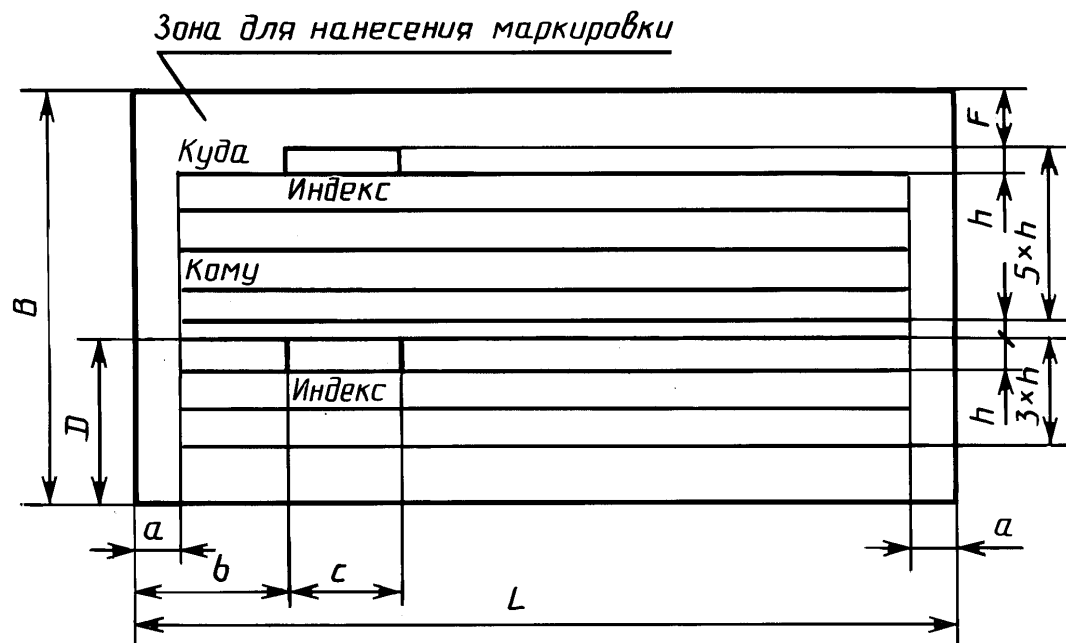 Зона для нанесения маркировки
F
Куда
Индекс
h
5×h
Кому
B
Индекс
D
h
3×h
a
a
b
c
L